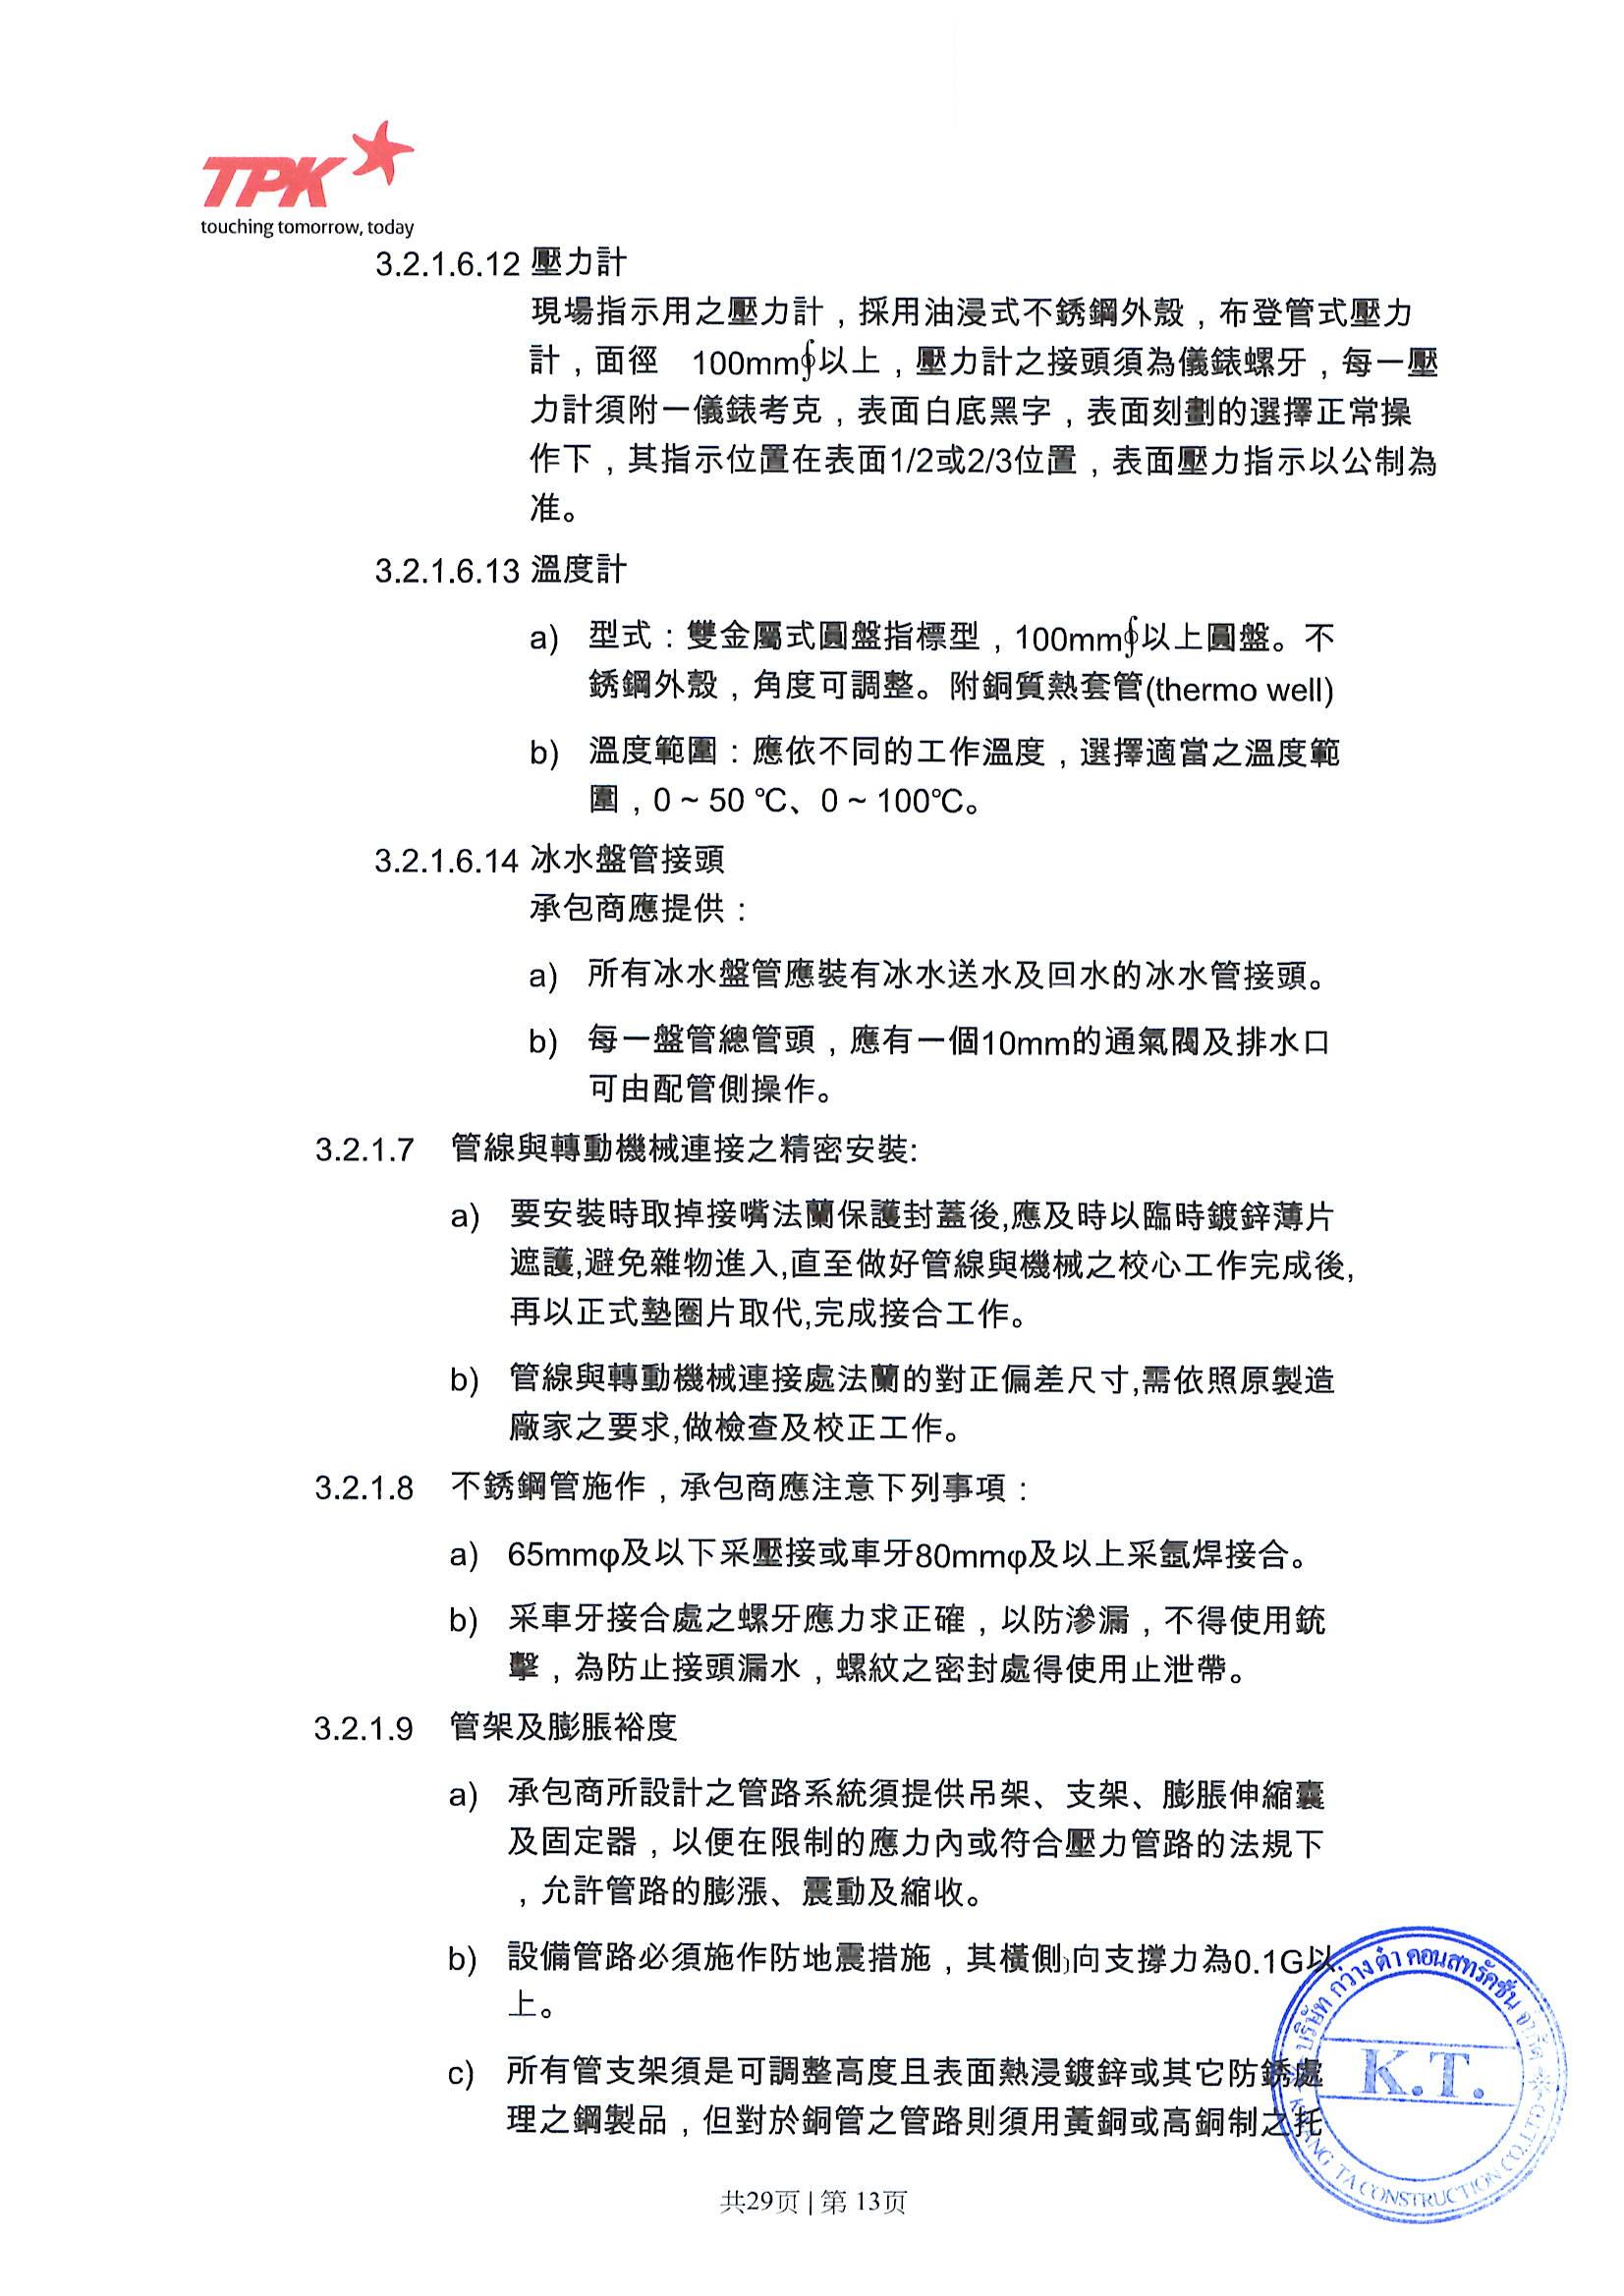 TPK
touching tomorrow, today
3.2.1.6.12 壓力計
現場指示用之壓力計，採用油浸式不銹鋼外殼，布登管式壓力
計，面徑　100mm∮以上，壓力計之接頭須為儀錶螺牙，每一壓
力計須附一儀錶考克，表面白底黑字，表面刻劃的選擇正常操
作下，其指示位置在表面1/2或2/3位置，表面壓力指示以公制為
准。
3.2.1.6.13 溫度計
a) 型式：雙金屬式圓盤指標型，100mm∮以上圓盤。不
銹鋼外殼，角度可調整。附銅質熱套管(thermo well)
b) 溫度範圍：應依不同的工作溫度，選擇適當之溫度範
圍，0 ~ 50 ℃、0 ~ 100℃。
3.2.1.6.14 冰水盤管接頭
承包商應提供：
a) 所有冰水盤管應裝有冰水送水及回水的冰水管接頭。
b) 每一盤管總管頭，應有一個10mm的通氣閥及排水口
可由配管側操作。
3.2.1.7 管線與轉動機械連接之精密安裝:
a) 要安裝時取掉接嘴法蘭保護封蓋後,應及時以臨時鍍鋅薄片
遮護,避免雜物進入,直至做好管線與機械之校心工作完成後,
再以正式墊圈片取代,完成接合工作。
b) 管線與轉動機械連接處法蘭的對正偏差尺寸,需依照原製造
廠家之要求,做檢查及校正工作。
3.2.1.8 不銹鋼管施作，承包商應注意下列事項：
a) 65mmφ及以下采壓接或車牙80mmφ及以上采氬焊接合。
b) 采車牙接合處之螺牙應力求正確，以防滲漏，不得使用銃
擊，為防止接頭漏水，螺紋之密封處得使用止泄帶。
3.2.1.9 管架及膨脹裕度
a) 承包商所設計之管路系統須提供吊架、支架、膨脹伸縮囊
及固定器，以便在限制的應力內或符合壓力管路的法規下
，允許管路的膨漲、震動及縮收。
b) 設備管路必須施作防地震措施，其橫側向支撐力為0.1G以
上。
c) 所有管支架須是可調整高度且表面熱浸鍍鋅或其它防銹處
理之鋼製品，但對於銅管之管路則須用黃銅或高銅制之托
บริษัท กว่างต๋า คอนสทรัคชั่น จำกัด
K.T.
KWANG TA CONSTRUCTION CO.,LTD
共29页 | 第 13页